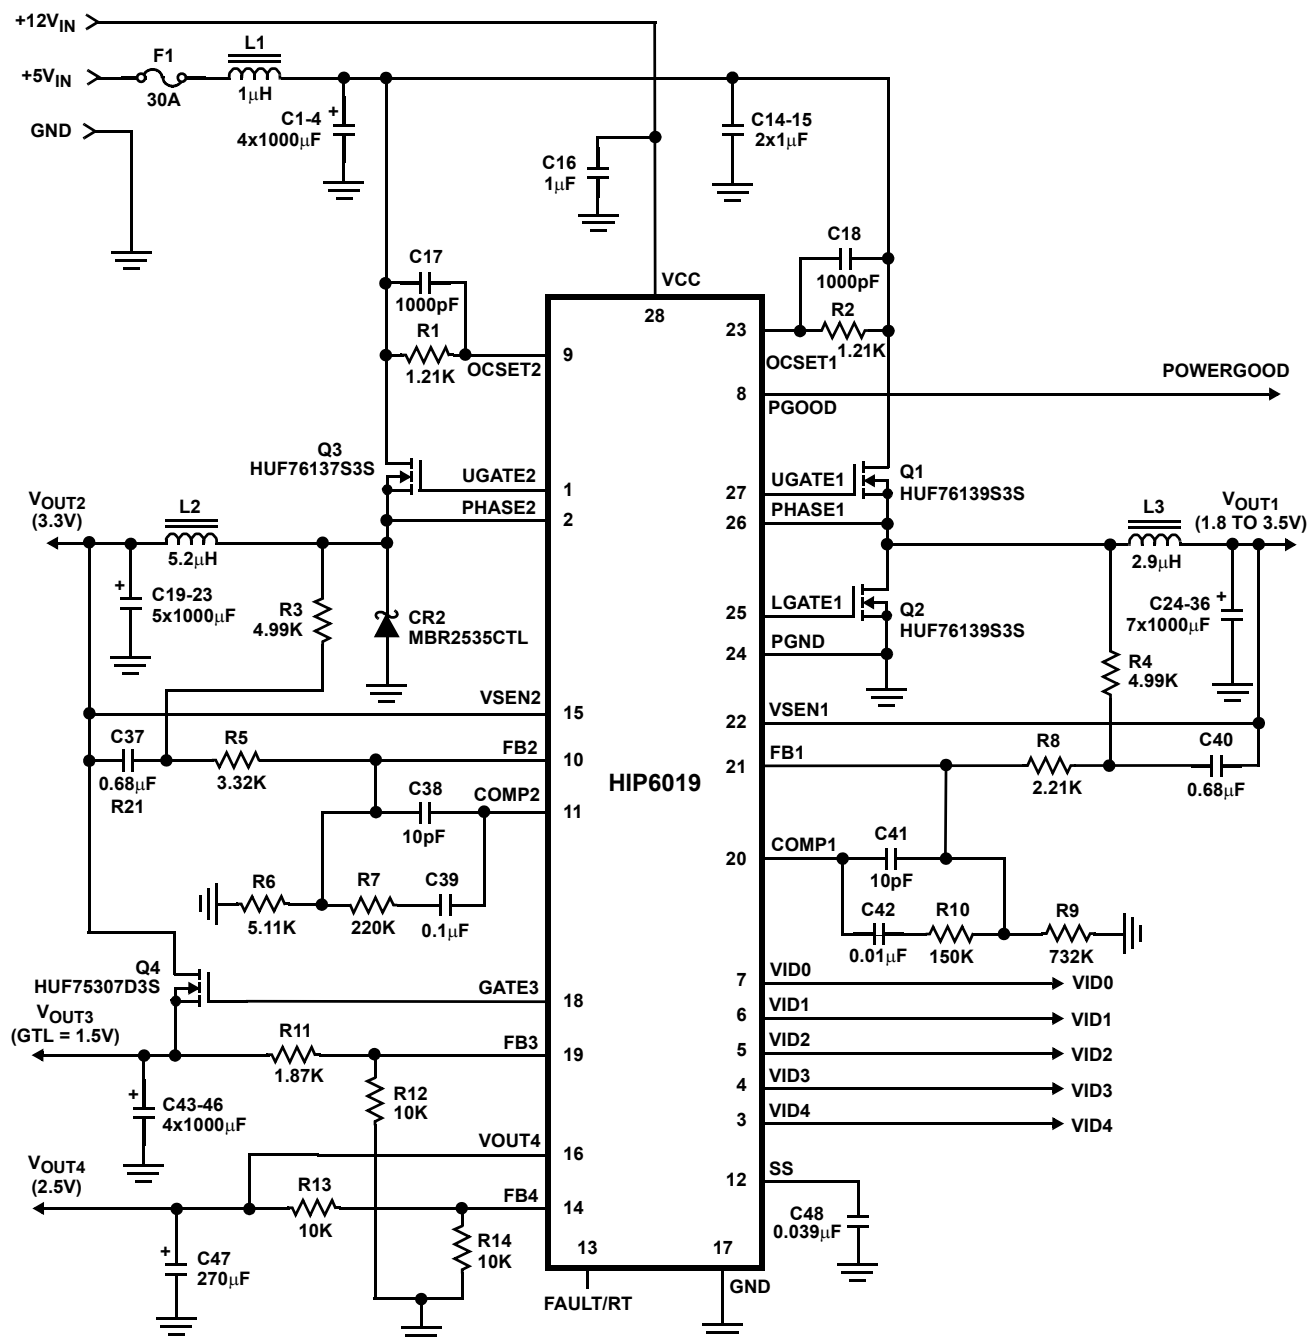 +12VIN
+5VIN
F1
30A
L1
1μH
GND
C1-4
4x1000μF
+
C14-15
2x1μF
C16
1μF
C17
1000pF
R1
1.21K
OCSET2
9
VCC
28
C18
1000pF
23
R2
1.21K
OCSET1
POWERGOOD
8
PGOOD
Q3
HUF76137S3S
UGATE2
1
PHASE2
2
27
UGATE1
26
PHASE1
Q1
HUF76139S3S
VOUT2
(3.3V)
L2
5.2μH
L3
2.9μH
VOUT1
(1.8 TO 3.5V)
+
C19-23
5x1000μF
R3
4.99K
CR2
MBR2535CTL
25
LGATE1
Q2
HUF76139S3S
24
PGND
C24-36
7x1000μF
+
R4
4.99K
VSEN2
15
22
VSEN1
C37
0.68μF
R21
R5
3.32K
FB2
10
HIP6019
21
FB1
R8
2.21K
C40
0.68μF
C38
10pF
COMP2
11
20
COMP1
C41
10pF
R6
5.11K
R7
220K
C39
0.1μF
C42
0.01μF
R10
150K
R9
732K
Q4
HUF75307D3S
GATE3
18
7
VID0
VID0
6
VID1
VID1
5
VID2
VID2
4
VID3
VID3
3
VID4
VID4
VOUT3
(GTL = 1.5V)
R11
1.87K
FB3
19
+
C43-46
4x1000μF
R12
10K
VOUT4
16
12
SS
VOUT4
(2.5V)
R13
10K
FB4
14
C48
0.039μF
+
C47
270μF
R14
10K
13
17
FAULT/RT
GND